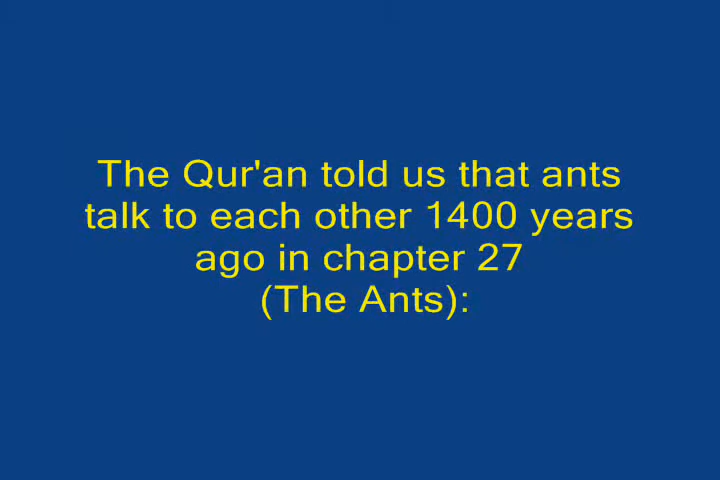 The Qur'an told us that ants
talk to each other 1400 years
ago in chapter 27
(The Ants):